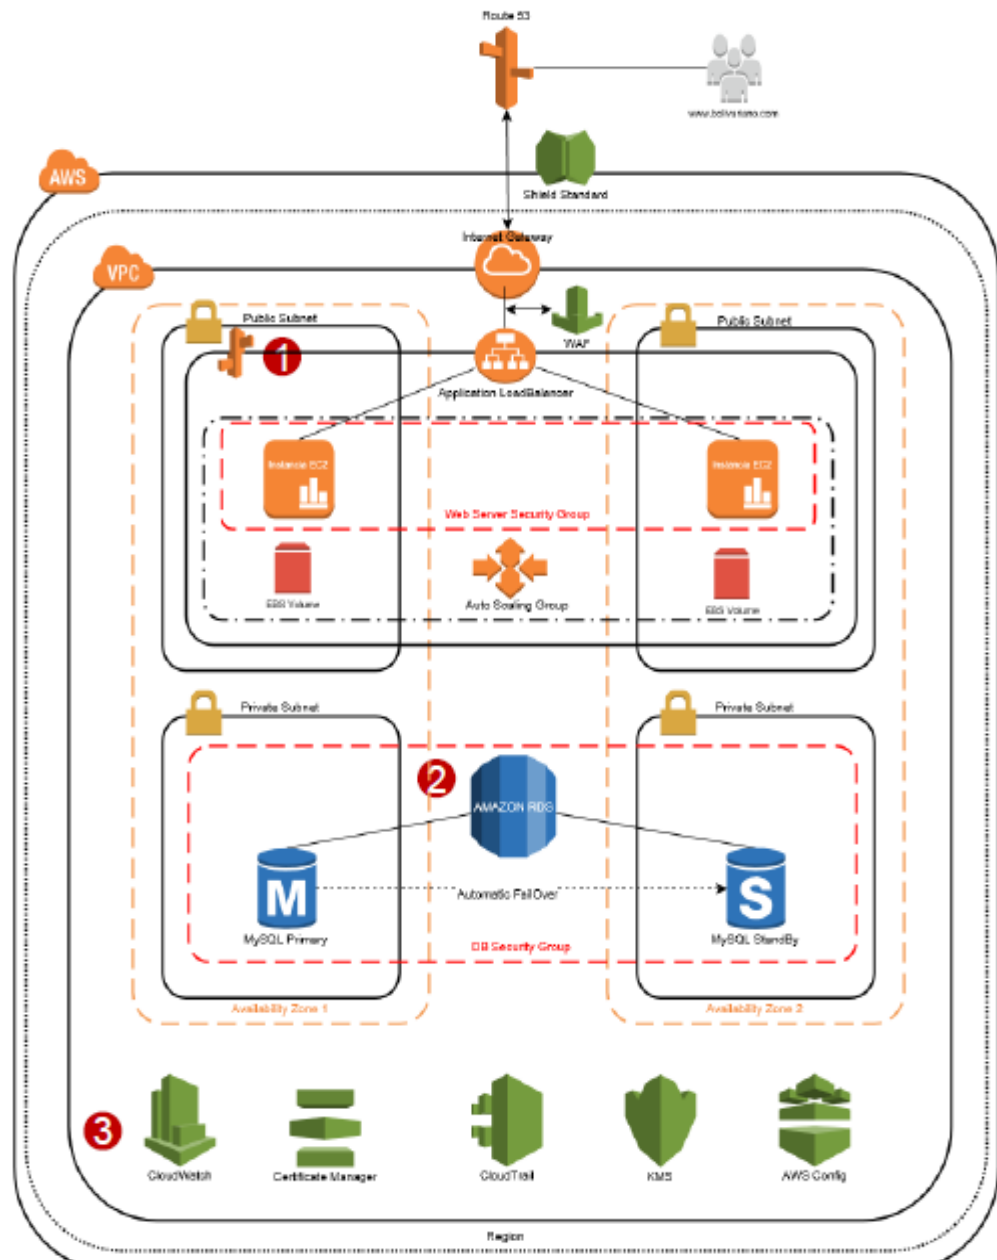 Route 53
www.bolivariano.com
AWS
Shield Standard
Internet Gateway
VPC
WAF
Public Subnet
Public Subnet
1
Application LoadBalancer
Instancia EC2
Instancia EC2
Web Server Security Group
EBS Volume
Auto Scaling Group
EBS Volume
Private Subnet
Private Subnet
2
AMAZON RDS
M
Automatic FailOver
S
MySQL Primary
MySQL StandBy
DB Security Group
Availability Zone 1
Availability Zone 2
3
CloudWatch
Certificate Manager
CloudTrail
KMS
AWS Config
Region